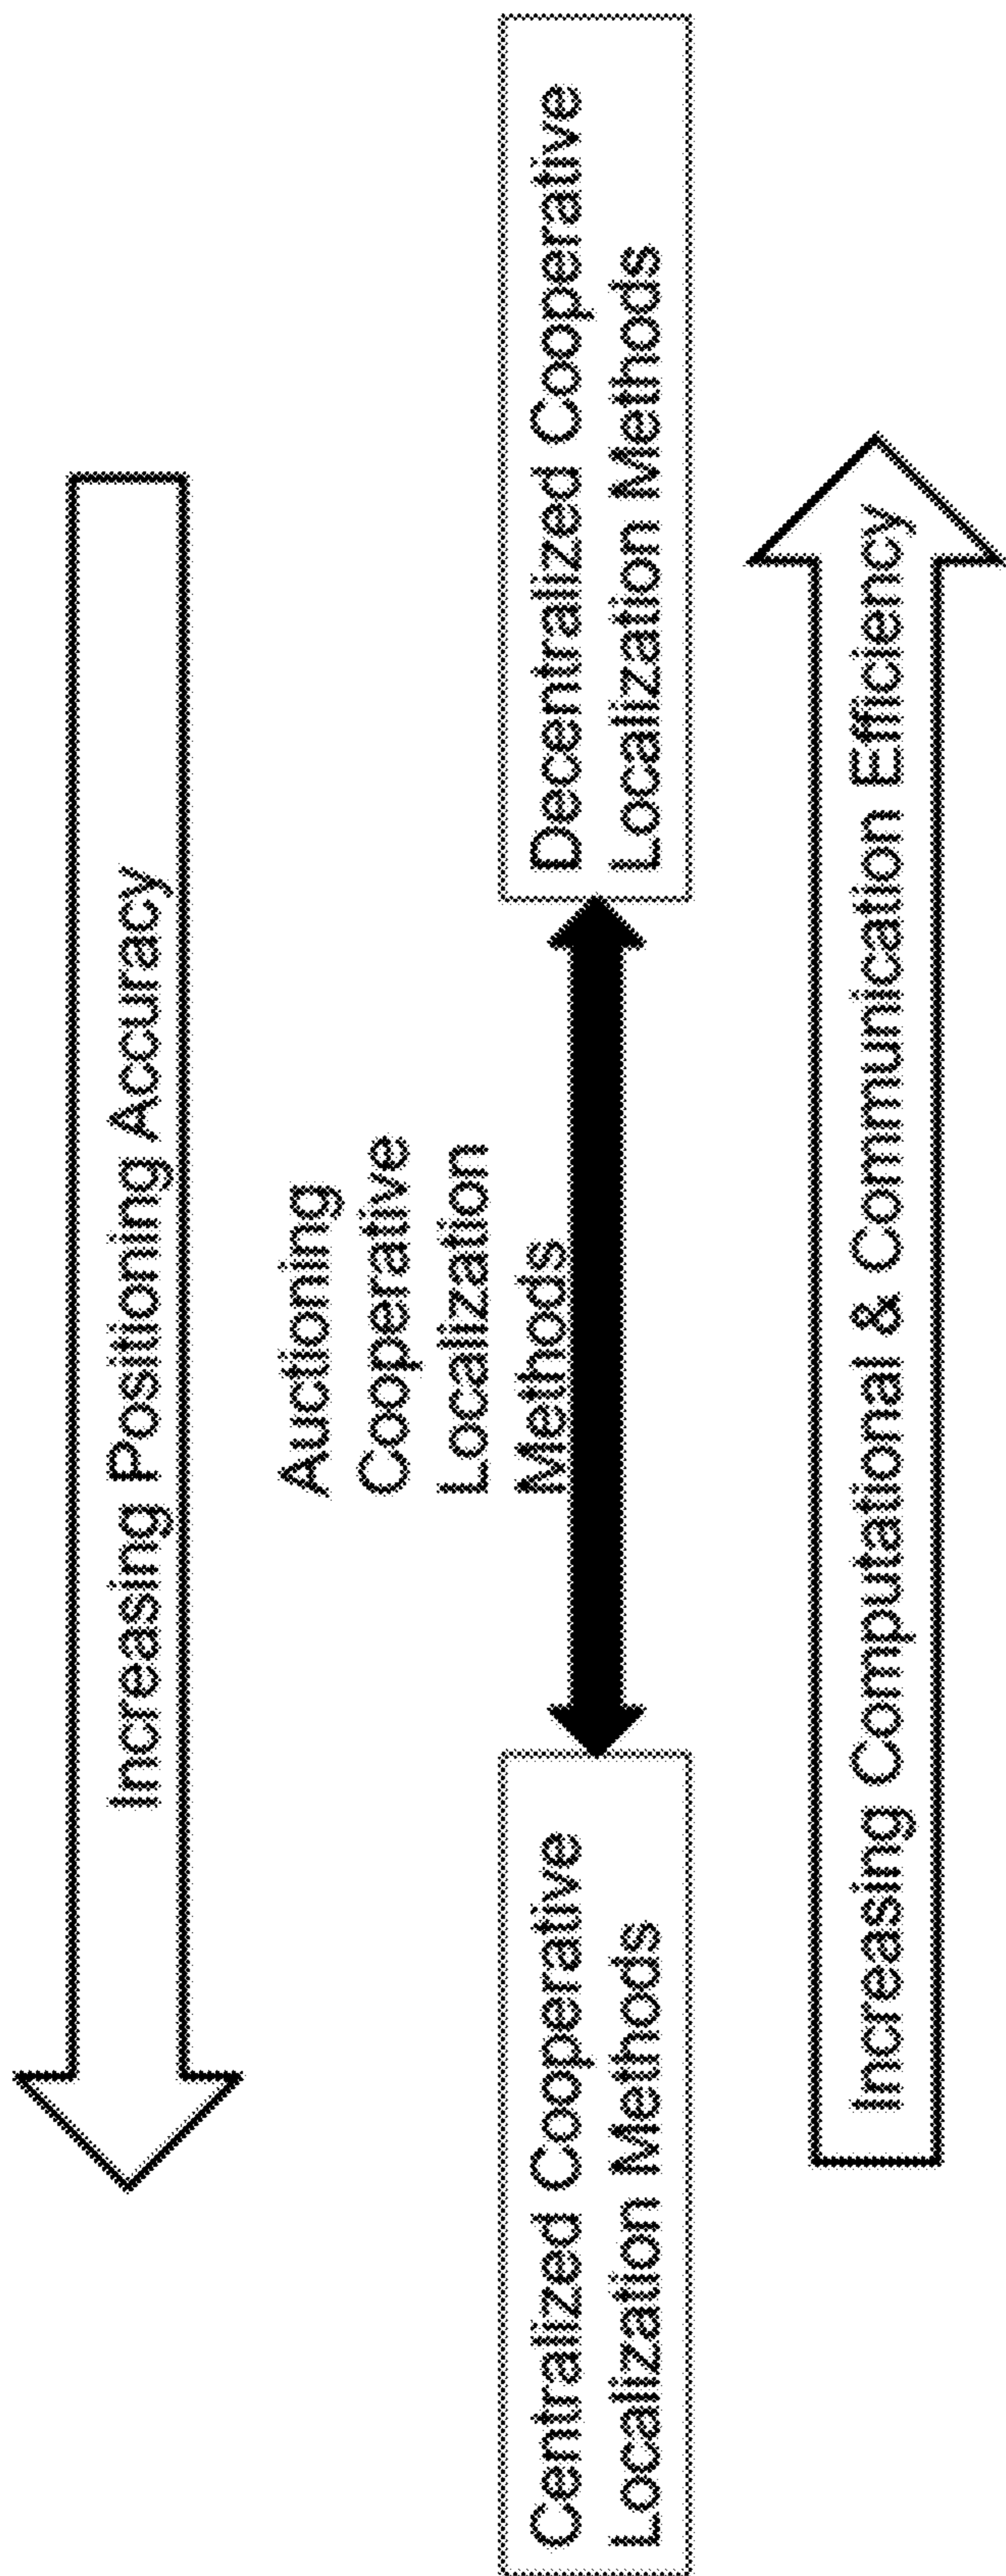 Increasing Positioning Accuracy
Auctioning
Cooperative
Localization
Methods
Centralized Cooperative
Localization Methods
Decentralized Cooperative
Localization Methods
Increasing Computational & Communication Efficiency